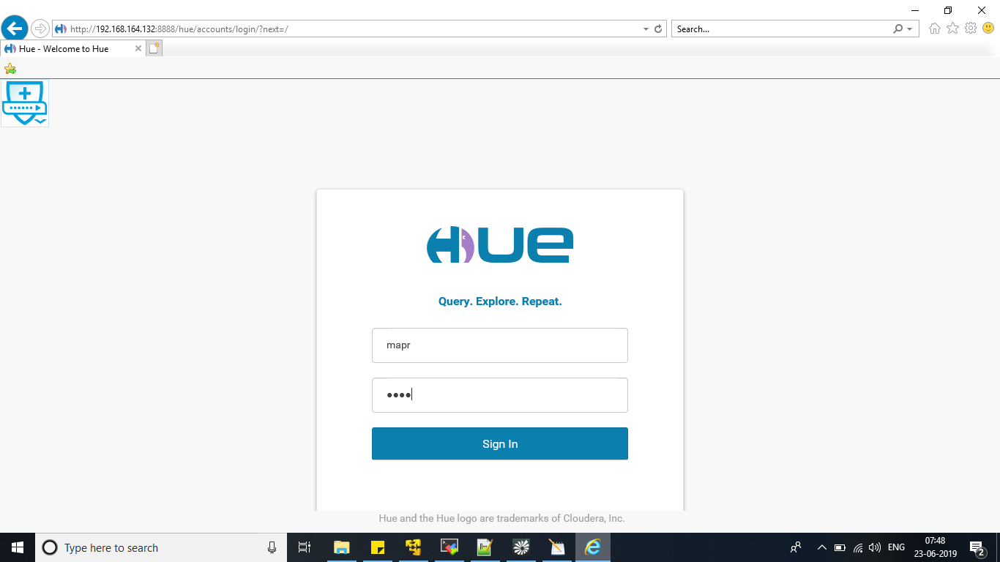 http://192.168.164.132:8888/hue/accounts/login/?next=/
Search...
Hue - Welcome to Hue
HUE
Query. Explore. Repeat.
mapr
••••
Sign In
Hue and the Hue logo are trademarks of Cloudera, Inc.
Type here to search
ENG
07:48
23-06-2019
2